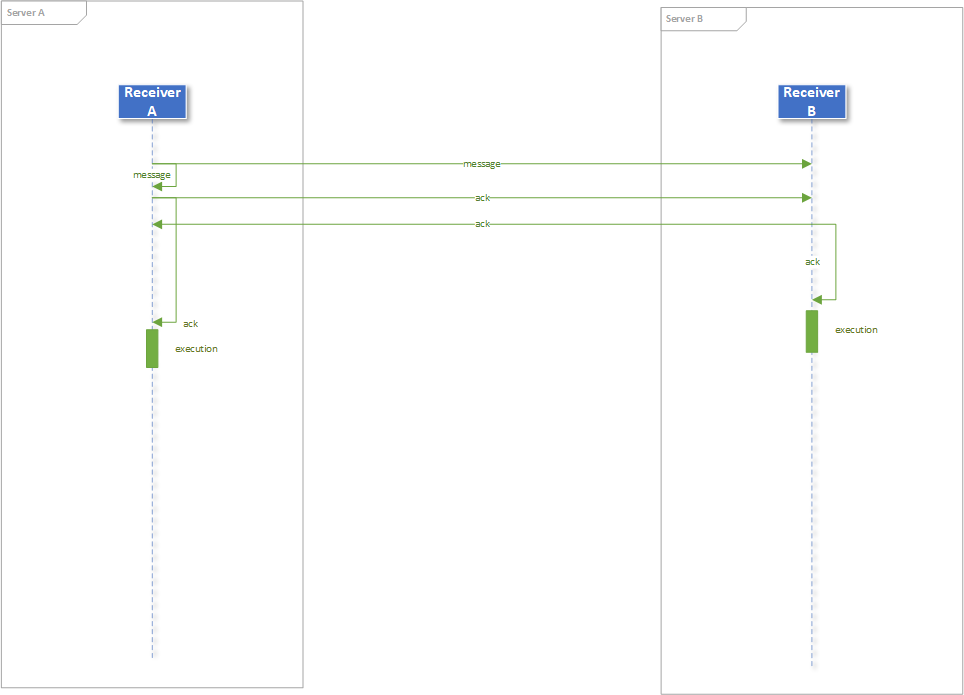 Server A
Server B
Receiver
A
Receiver
B
message
message
ack
ack
ack
ack
execution
execution